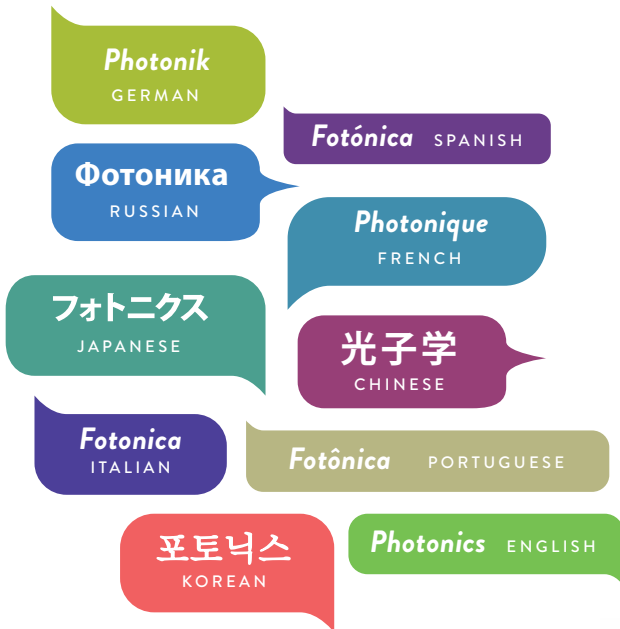 Photonik
GERMAN
Fotónica SPANISH
Фотоника
RUSSIAN
Photonique
FRENCH
フォトニクス
JAPANESE
光子学
CHINESE
Fotonica
ITALIAN
Fotônica PORTUGUESE
포토닉스
KOREAN
Photonics ENGLISH